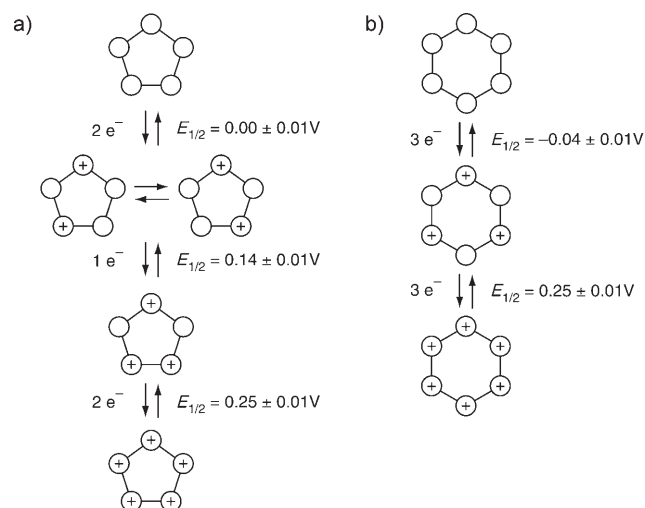 a)
2 e⁻ E₁/₂ = 0.00 ± 0.01V
+ +
+ +
1 e⁻ E₁/₂ = 0.14 ± 0.01V
+
+ +
2 e⁻ E₁/₂ = 0.25 ± 0.01V
+
+ +
+ +
b)
3 e⁻ E₁/₂ = –0.04 ± 0.01V
+
+ +
3 e⁻ E₁/₂ = 0.25 ± 0.01V
+
+ +
+ +
+